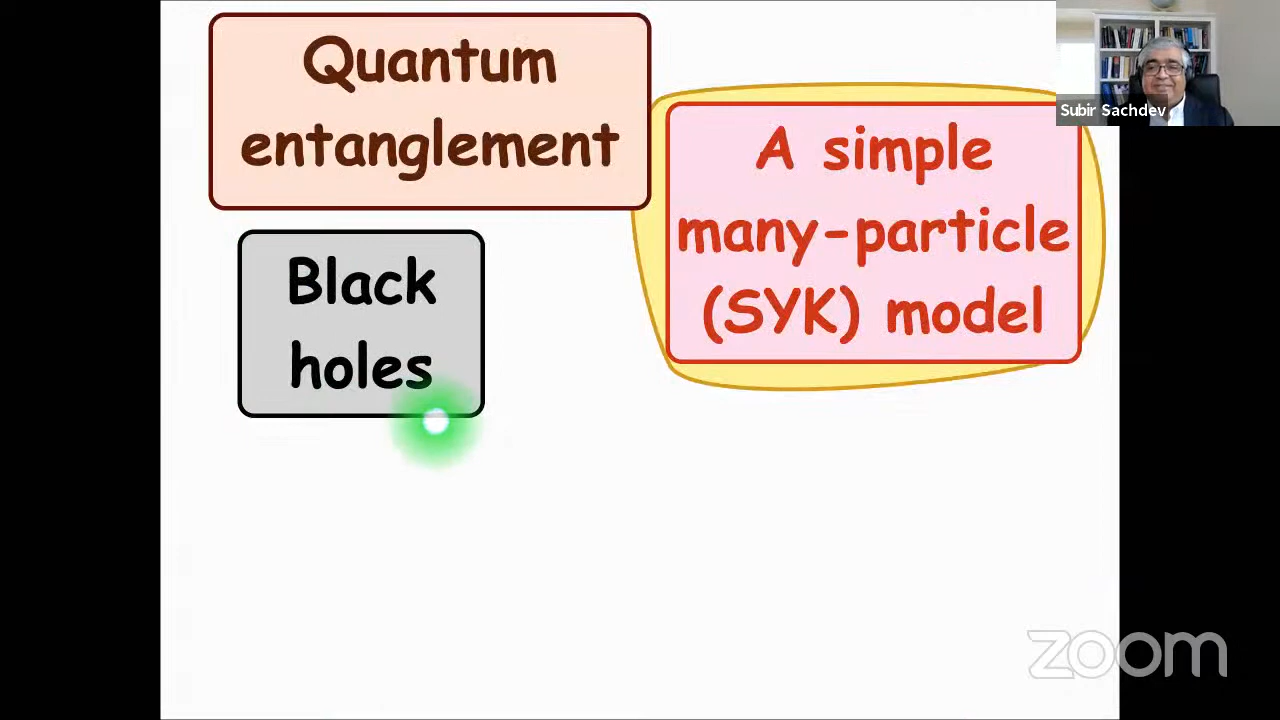 Quantum
entanglement
Subir Sachdev
A simple
many-particle
(SYK) model
Black
holes
zoom